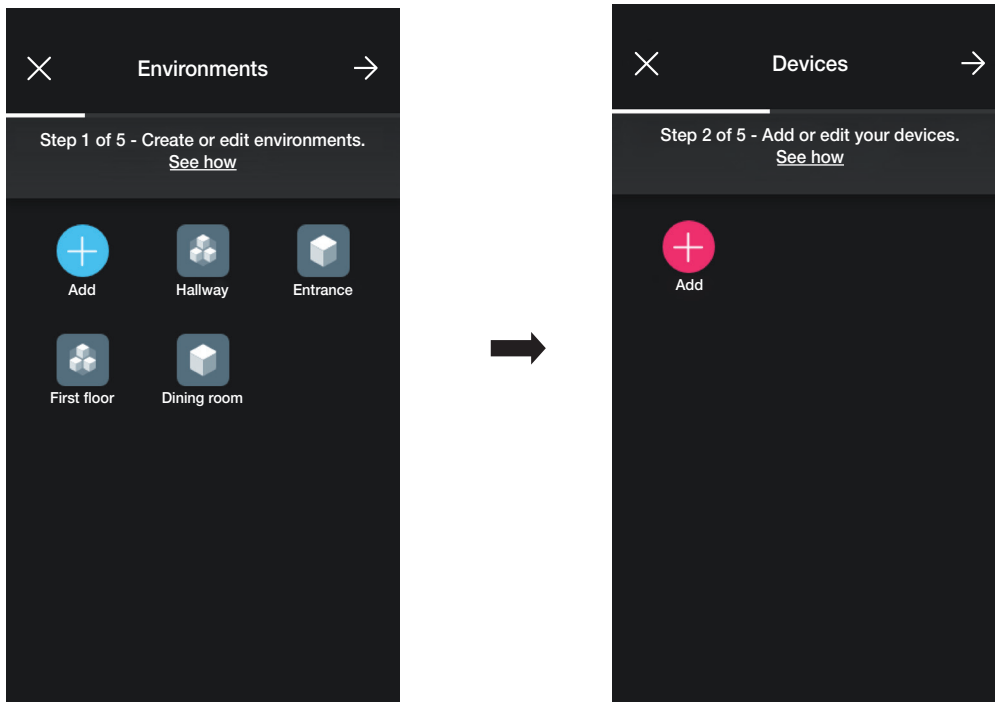 Environments
Step 1 of 5 - Create or edit environments.
See how
Add
Hallway
Entrance
First floor
Dining room
Devices
Step 2 of 5 - Add or edit your devices.
See how
Add